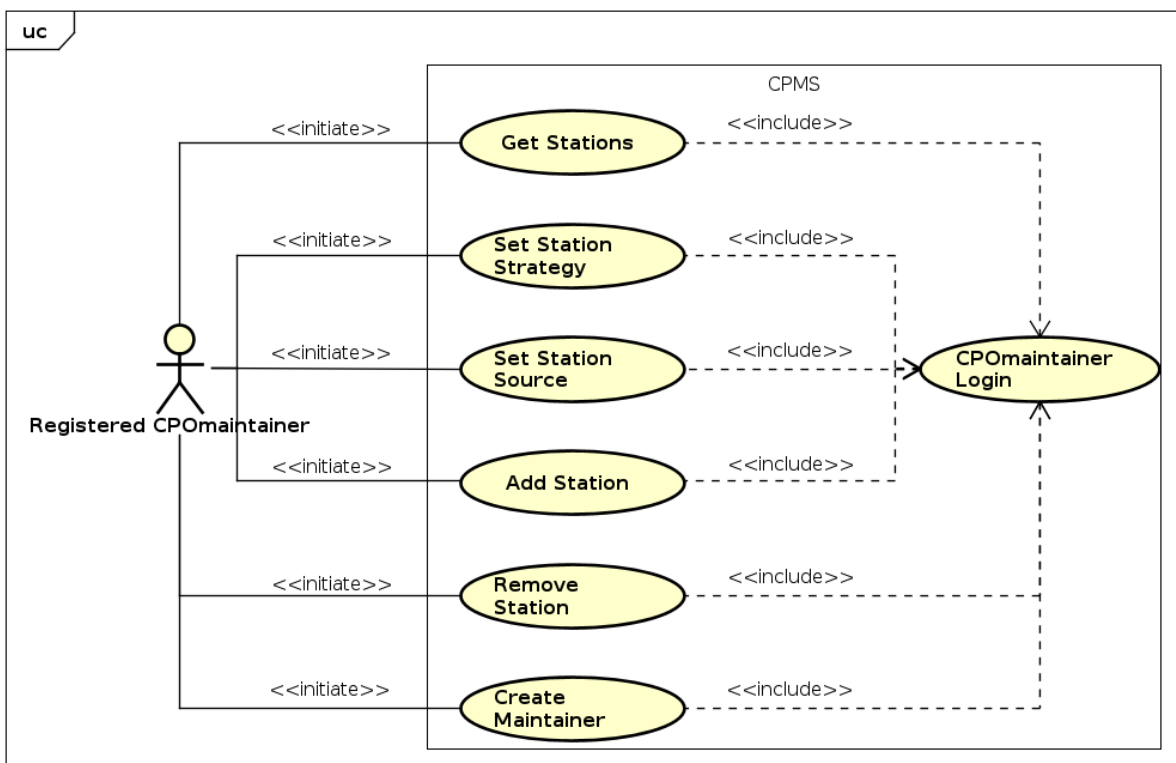 uc
CPMS
<<initiate>>
Get Stations
<<include>>
<<initiate>>
Set Station
Strategy
<<include>>
<<initiate>>
Set Station
Source
<<include>>
CPOmaintainer
Login
Registered CPOmaintainer
<<initiate>>
Add Station
<<include>>
<<initiate>>
Remove
Station
<<include>>
<<initiate>>
Create
Maintainer
<<include>>